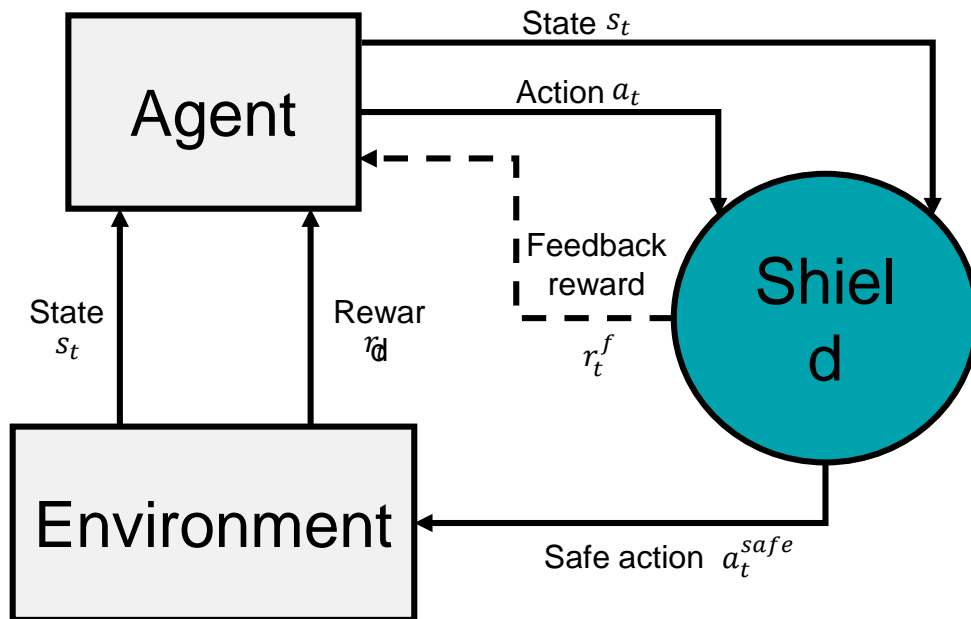 State s_t
Agent
Action a_t
Feedback
reward
Shiel
d
State
s_t
Rewar
d
r_t^f
Environment
Safe action a_t^{safe}